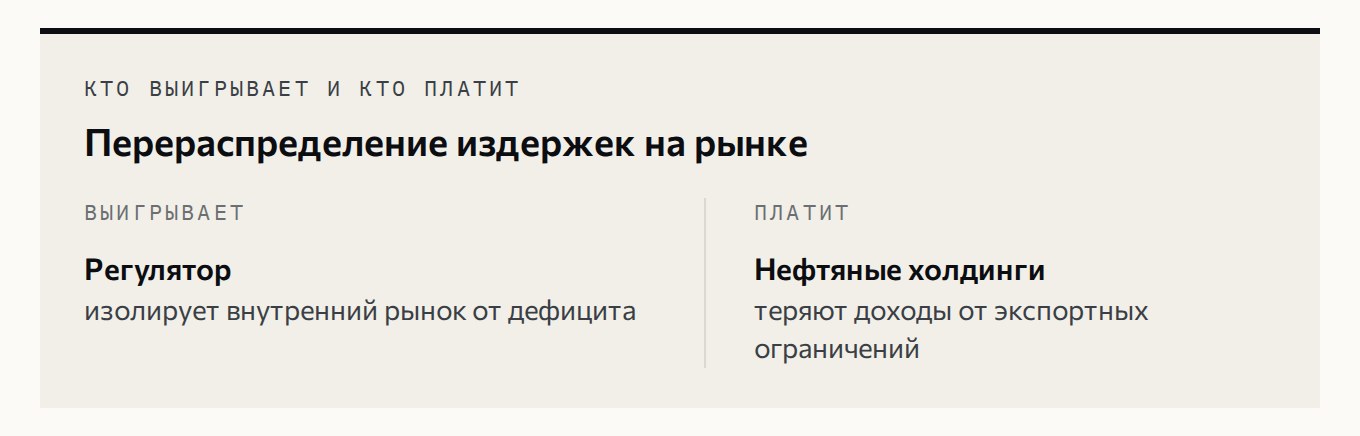 КТО ВЫИГРЫВАЕТ И КТО ПЛАТИТ
Перераспределение издержек на рынке
ВЫИГРЫВАЕТ
Регулятор
изолирует внутренний рынок от дефицита
ПЛАТИТ
Нефтяные холдинги
теряют доходы от экспортных
ограничений